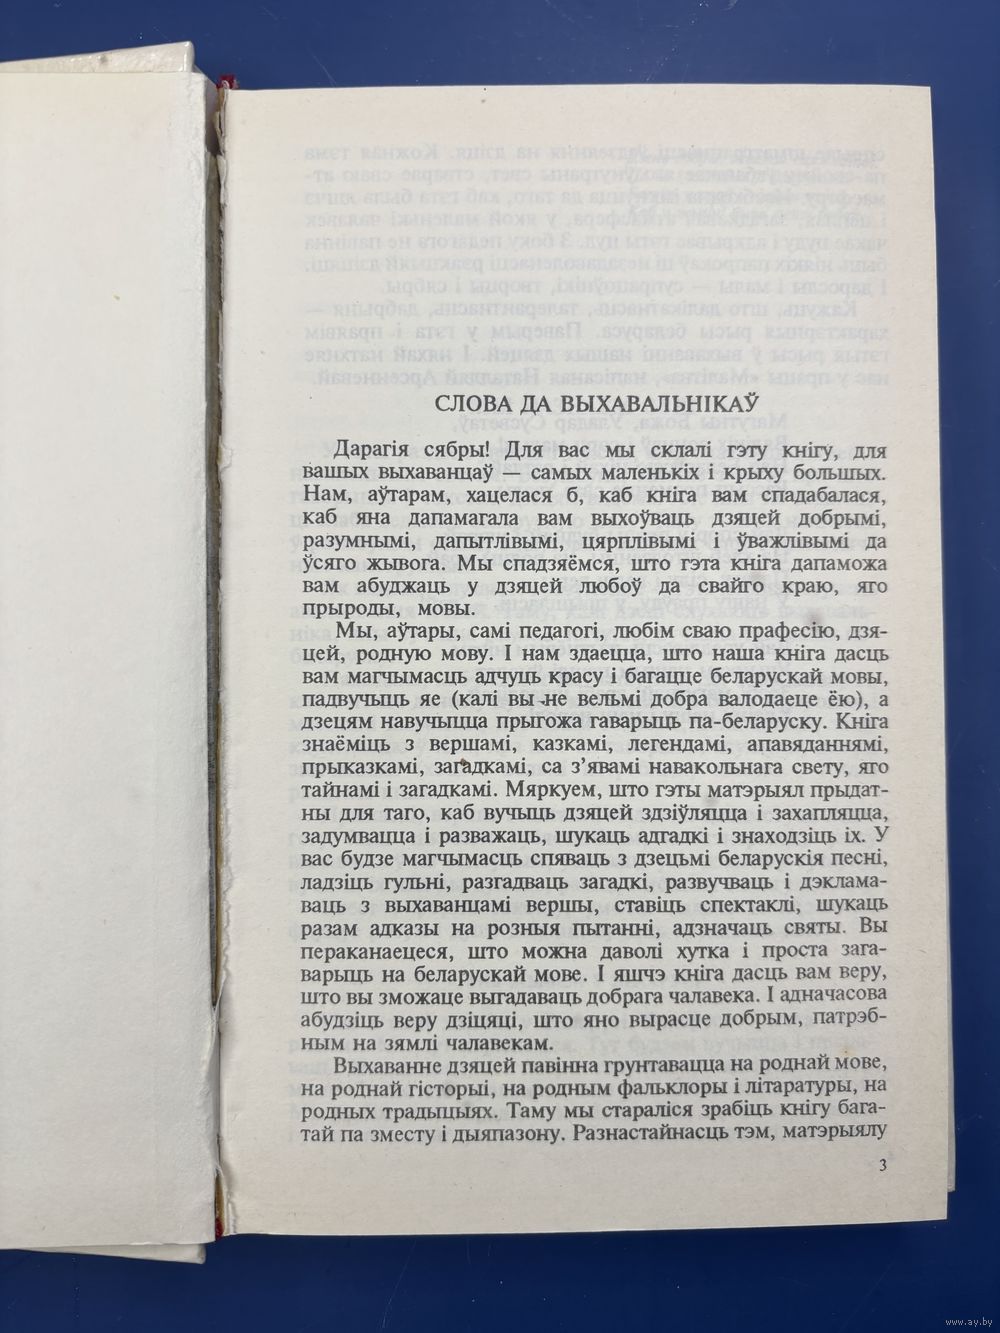 СЛОВА ДА ВЫХАВАЛЬНІКАЎ
Дарагія сябры! Для вас мы склалі гэту кнігу, для
вашых выхаванцаў — самых маленькіх і крыху большых.
Нам, аўтарам, хацелася б, каб кніга вам спадабалася,
каб яна дапамагала вам выхоўваць дзяцей добрымі,
разумнымі, дапытлівымі, цярплівымі і ўважлівымі да
ўсяго жывога. Мы спадзяёмся, што гэта кніга дапаможа
вам абуджаць у дзяцей любоў да свайго краю, яго
прыроды, мовы.
Мы, аўтары, самі педагогі, любім сваю прафесію, дзя-
цей, родную мову. І нам здаецца, што наша кніга дасць
вам магчымасць адчуць красу і багацце беларускай мовы,
падвучыць яе (калі вы не вельмі добра валодаеце ёю), а
дзецям навучыцца прыгожа гаварыць па-беларуску. Кніга
знаёміць з вершамі, казкамі, легендамі, апавяданнямі,
прыказкамі, загадкамі, са з’явамі навакольнага свету, яго
тайнамі і загадкамі. Мяркуем, што гэты матэрыял прыдат-
ны для таго, каб вучыць дзяцей здзіўляцца і захапляцца,
задумвацца і разважаць, шукаць адгадкі і знаходзіць іх. У
вас будзе магчымасць спяваць з дзецьмі беларускія песні,
ладзіць гульні, разгадваць загадкі, развучваць і дэклама-
ваць з выхаванцамі вершы, ставіць спектаклі, шукаць
разам адказы на розныя пытанні, адзначаць святы. Вы
пераканаецеся, што можна даволі хутка і проста зага-
варыць на беларускай мове. І яшчэ кніга дасць вам веру,
што вы зможаце выгадаваць добрага чалавека. І адначасова
абудзіць веру дзіцяці, што яно вырасце добрым, патрэб-
ным на зямлі чалавекам.
Выхаванне дзяцей павінна грунтавацца на роднай мове,
на роднай гісторыі, на родным фальклоры і літаратуры, на
родных традыцыях. Таму мы стараліся зрабіць кнігу бага-
тай па зместу і дыяпазону. Разнастайнасць тэм, матэрыялу
3
www.ay.by